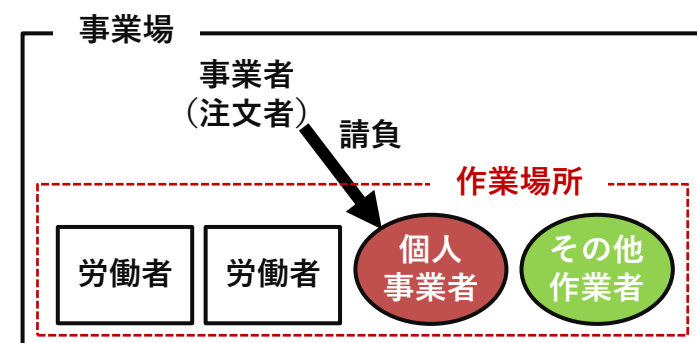 事業場
事業者
（注文者）
請負
作業場所
労働者
労働者
個人
事業者
その他
作業者